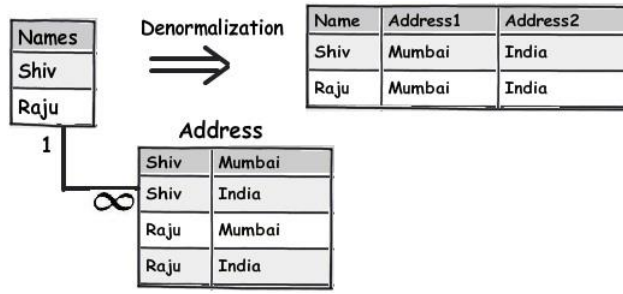 Names
Shiv
Raju
1
∞
Denormalization
Name Address1 Address2
Shiv Mumbai India
Raju Mumbai India
Address
Shiv Mumbai
Shiv India
Raju Mumbai
Raju India